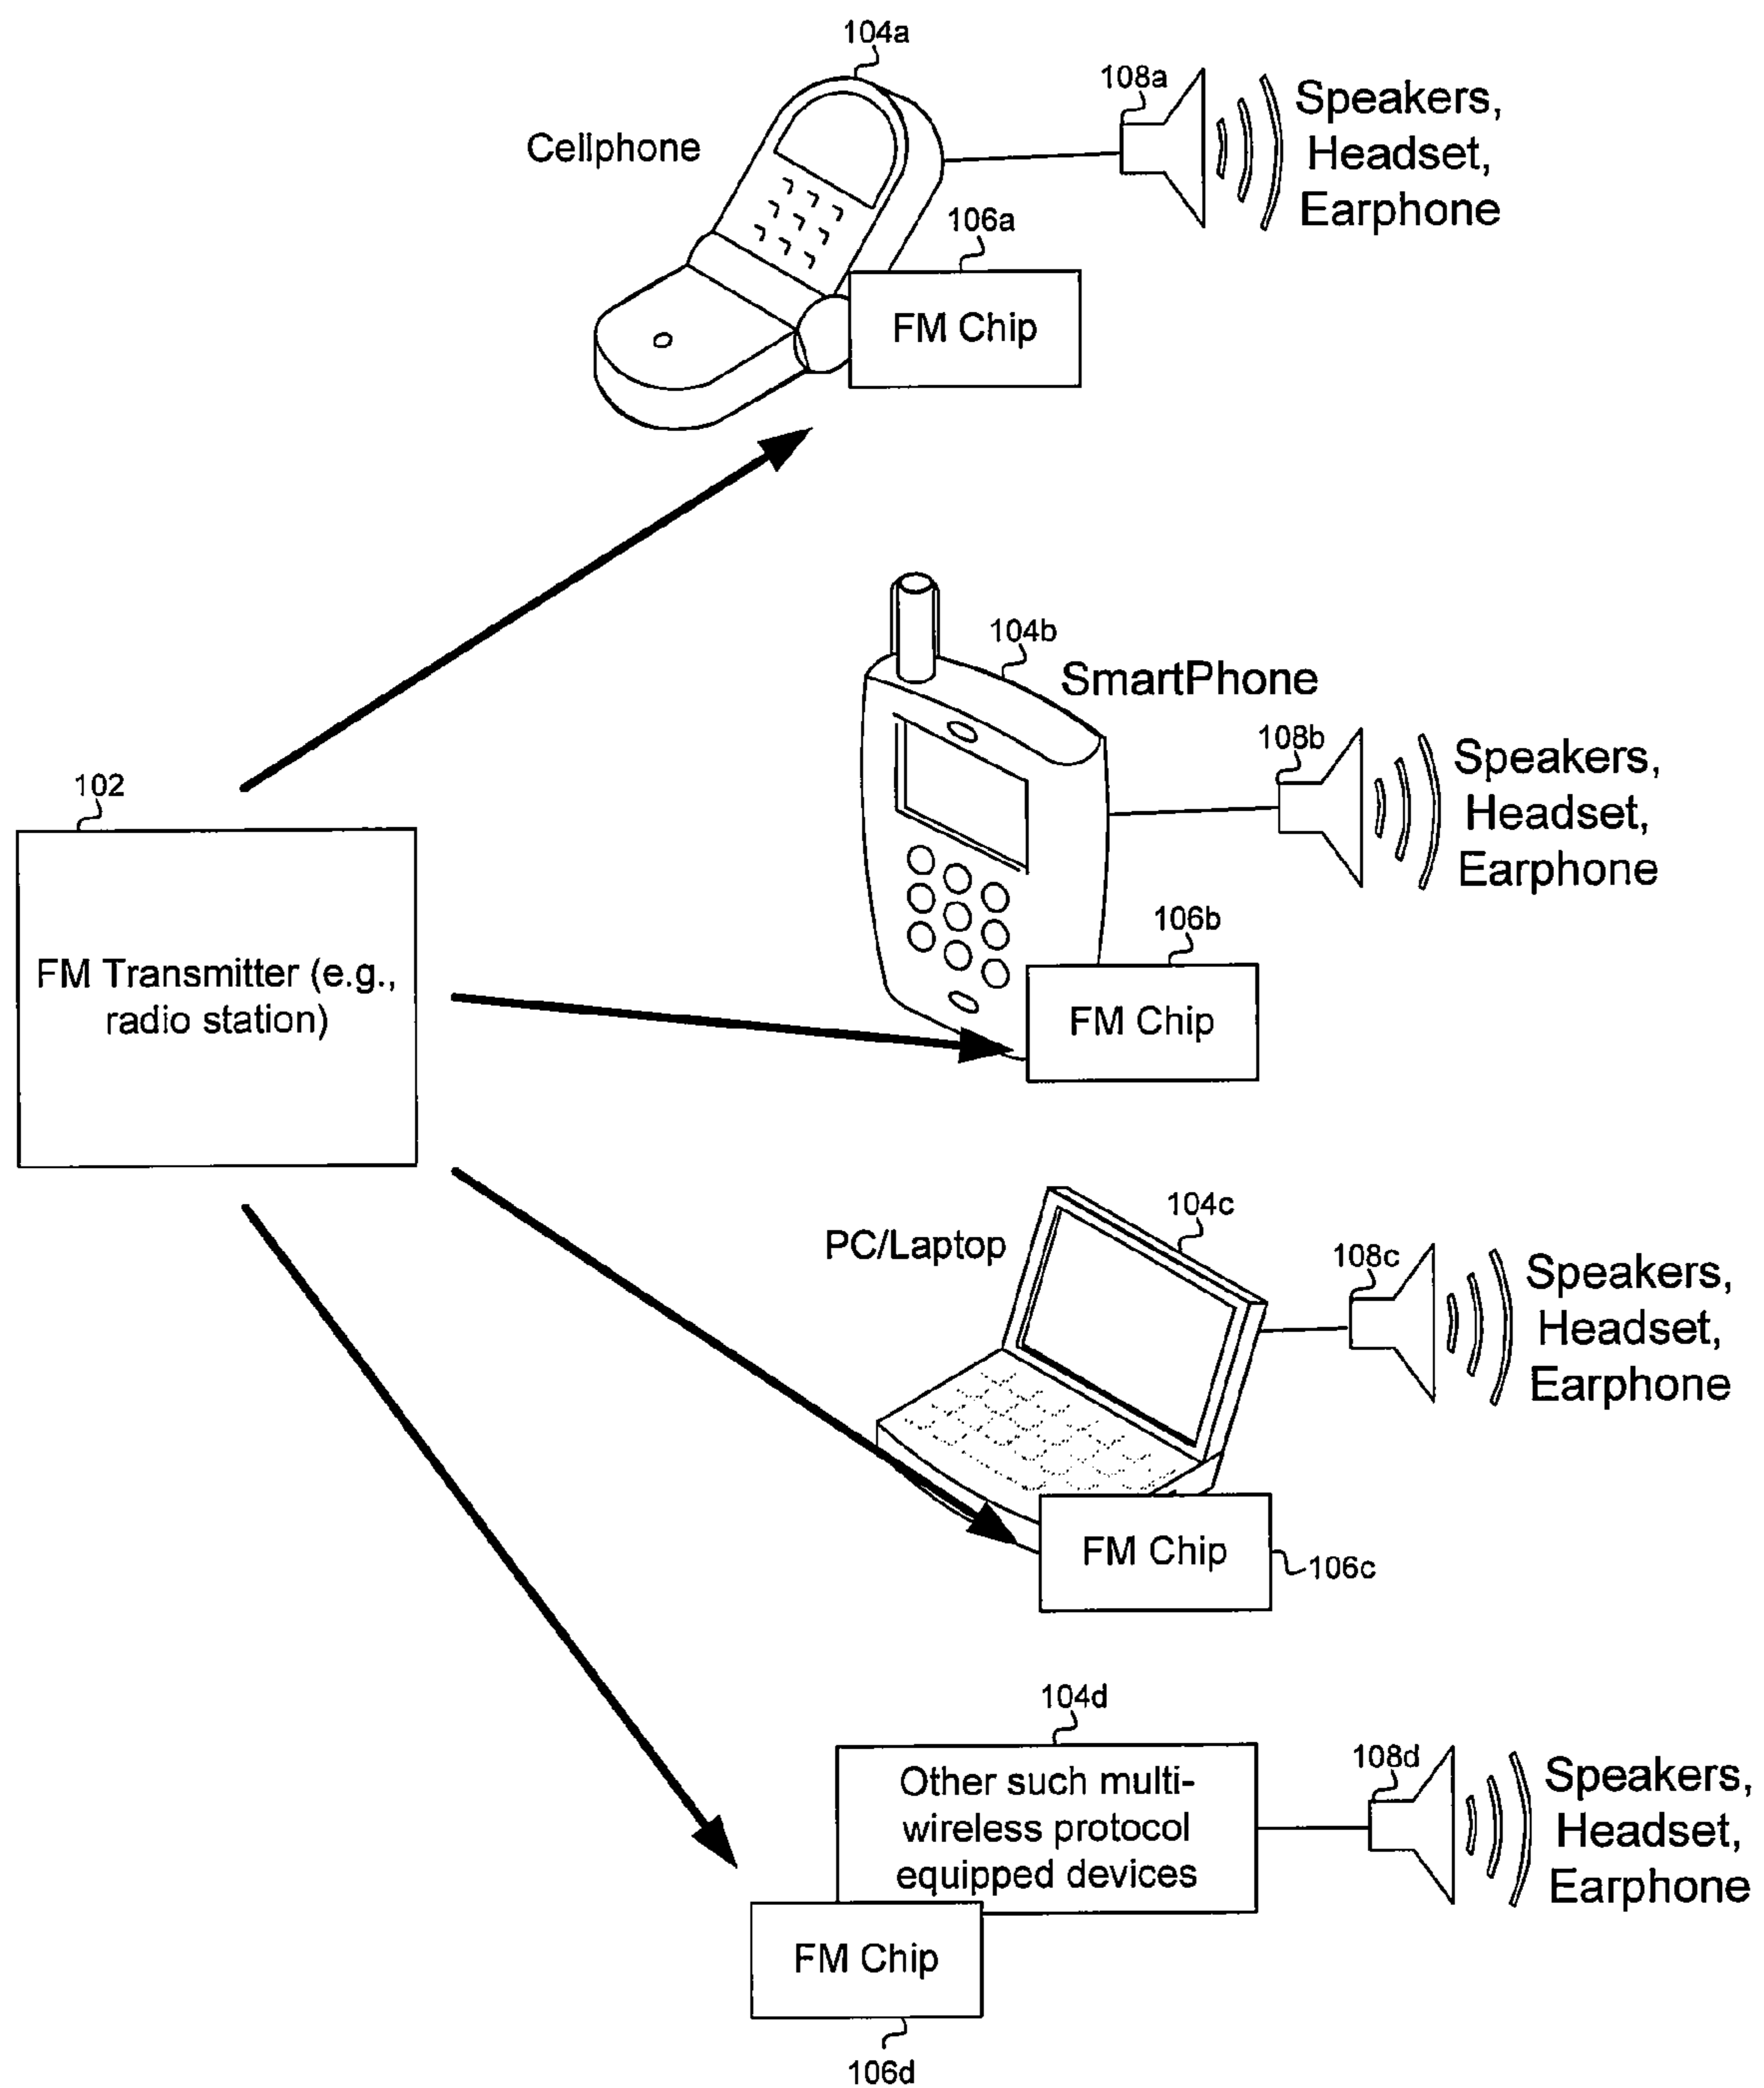 104a
108a
Cellphone
Speakers,
Headset,
Earphone
106a
FM Chip
104b
SmartPhone
108b
Speakers,
Headset,
Earphone
102
FM Transmitter (e.g.,
radio station)
106b
FM Chip
104c
PC/Laptop
108c
Speakers,
Headset,
Earphone
FM Chip
106c
104d
Other such multi-
wireless protocol
equipped devices
108d
Speakers,
Headset,
Earphone
FM Chip
106d